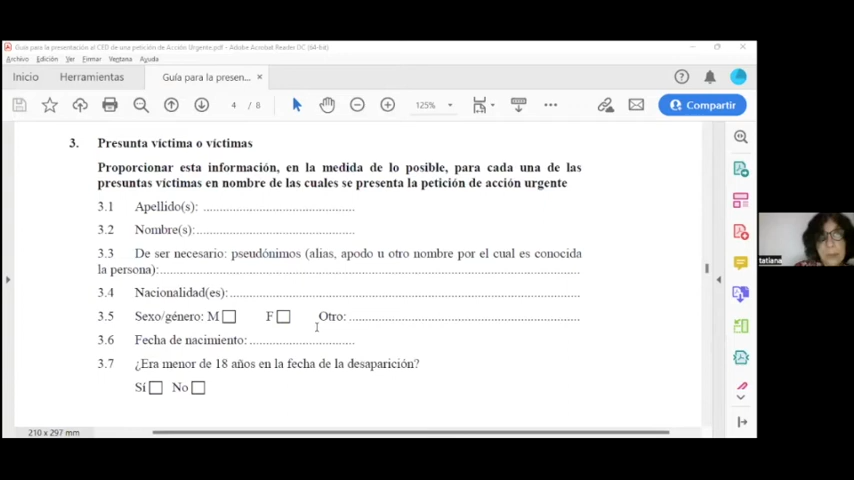 Guía para la presentación al CED de una petición de Acción Urgente.pdf - Adobe Acrobat Reader DC (64-bit)
Archivo Edición Ver Firmar Ventana Ayuda
Inicio Herramientas Guía para la presen... ×
4 / 8 125% Compartir
3. Presunta víctima o víctimas
Proporcionar esta información, en la medida de lo posible, para cada una de las
presuntas víctimas en nombre de las cuales se presenta la petición de acción urgente
3.1 Apellido(s): ................................................
3.2 Nombre(s):..................................................
3.3 De ser necesario: pseudónimos (alias, apodo u otro nombre por el cual es conocida
la persona):................................................................................
3.4 Nacionalidad(es):................................................................
3.5 Sexo/género: M F Otro: ................................................
3.6 Fecha de nacimiento: ................................
3.7 ¿Era menor de 18 años en la fecha de la desaparición?
Sí No
210 x 297 mm
tatiana